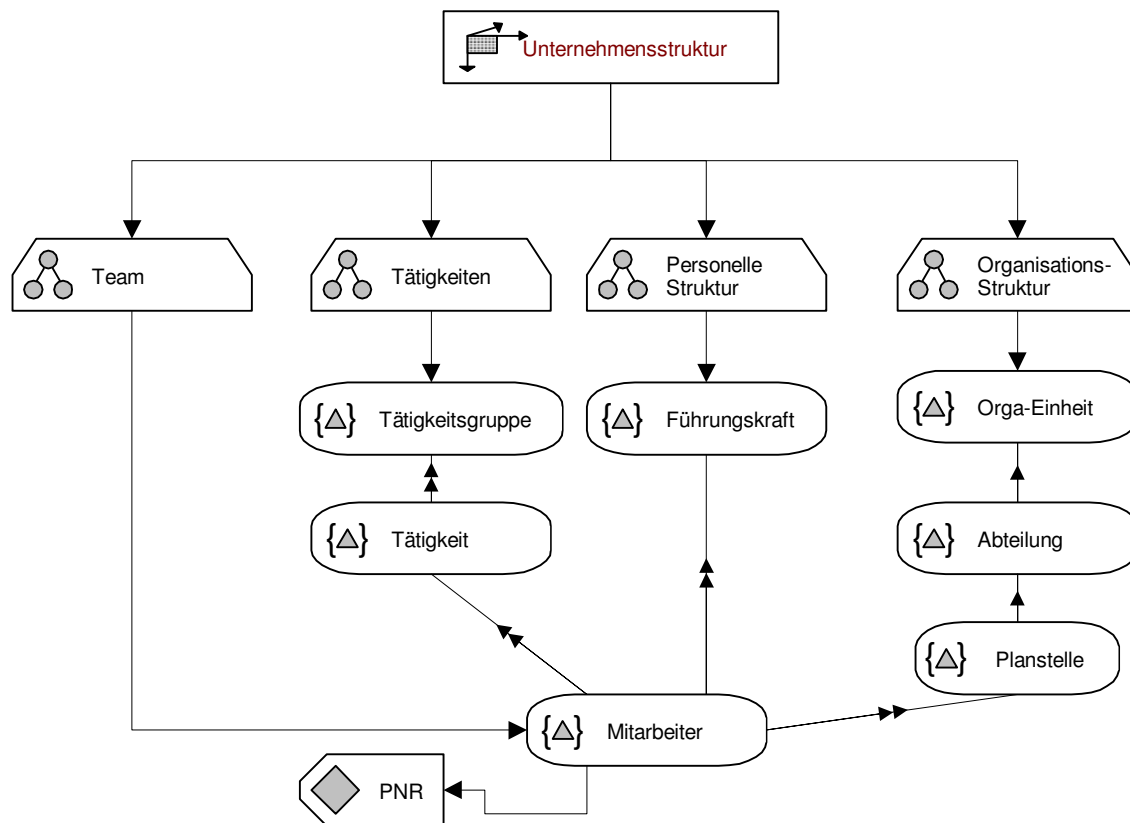 Unternehmensstruktur
Team
Tätigkeiten
Personelle
Struktur
Organisations-
Struktur
Tätigkeitsgruppe
Führungskraft
Orga-Einheit
Tätigkeit
Abteilung
Planstelle
Mitarbeiter
PNR